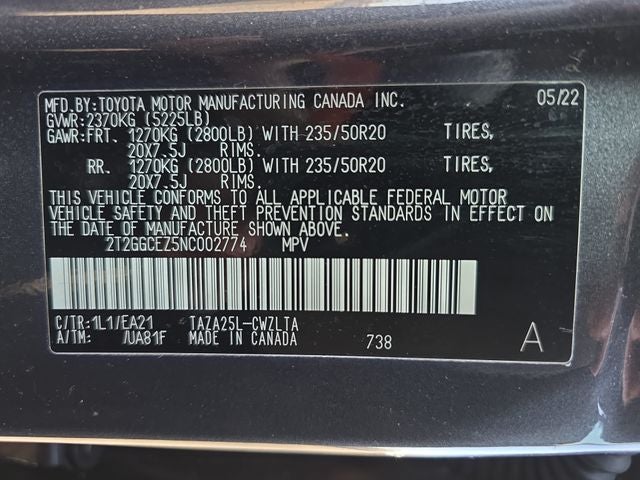 MFD.BY:TOYOTA MOTOR MANUFACTURING CANADA INC. 05/22
GVWR:2370KG (5225LB)
GAWR:FRT. 1270KG (2800LB) WITH 235/50R20 TIRES,
20X7.5J RIMS.
RR. 1270KG (2800LB) WITH 235/50R20 TIRES,
20X7.5J RIMS.
THIS VEHICLE CONFORMS TO ALL APPLICABLE FEDERAL MOTOR
VEHICLE SAFETY AND THEFT PREVENTION STANDARDS IN EFFECT ON
THE DATE OF MANUFACTURE SHOWN ABOVE.
2T2GGCEZ5NC002774 MPV
C/TR:1L1/EA21 TAZA25L-CWZLTA
A/TM: /UA81F MADE IN CANADA 738 A